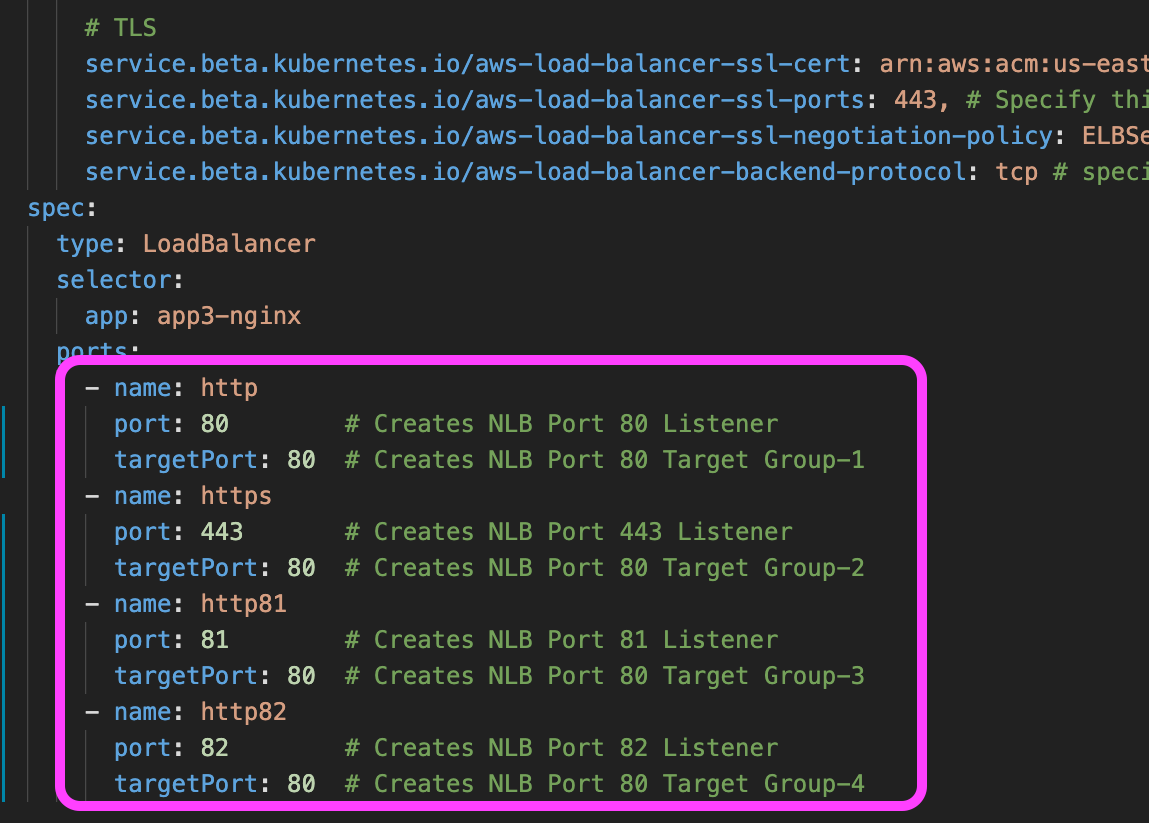 # TLS
service.beta.kubernetes.io/aws-load-balancer-ssl-cert: arn:aws:acm:us-east
service.beta.kubernetes.io/aws-load-balancer-ssl-ports: 443, # Specify thi
service.beta.kubernetes.io/aws-load-balancer-ssl-negotiation-policy: ELBSe
service.beta.kubernetes.io/aws-load-balancer-backend-protocol: tcp # speci
spec:
type: LoadBalancer
selector:
app: app3-nginx
ports:
- name: http
port: 80 # Creates NLB Port 80 Listener
targetPort: 80 # Creates NLB Port 80 Target Group-1
- name: https
port: 443 # Creates NLB Port 443 Listener
targetPort: 80 # Creates NLB Port 80 Target Group-2
- name: http81
port: 81 # Creates NLB Port 81 Listener
targetPort: 80 # Creates NLB Port 80 Target Group-3
- name: http82
port: 82 # Creates NLB Port 82 Listener
targetPort: 80 # Creates NLB Port 80 Target Group-4